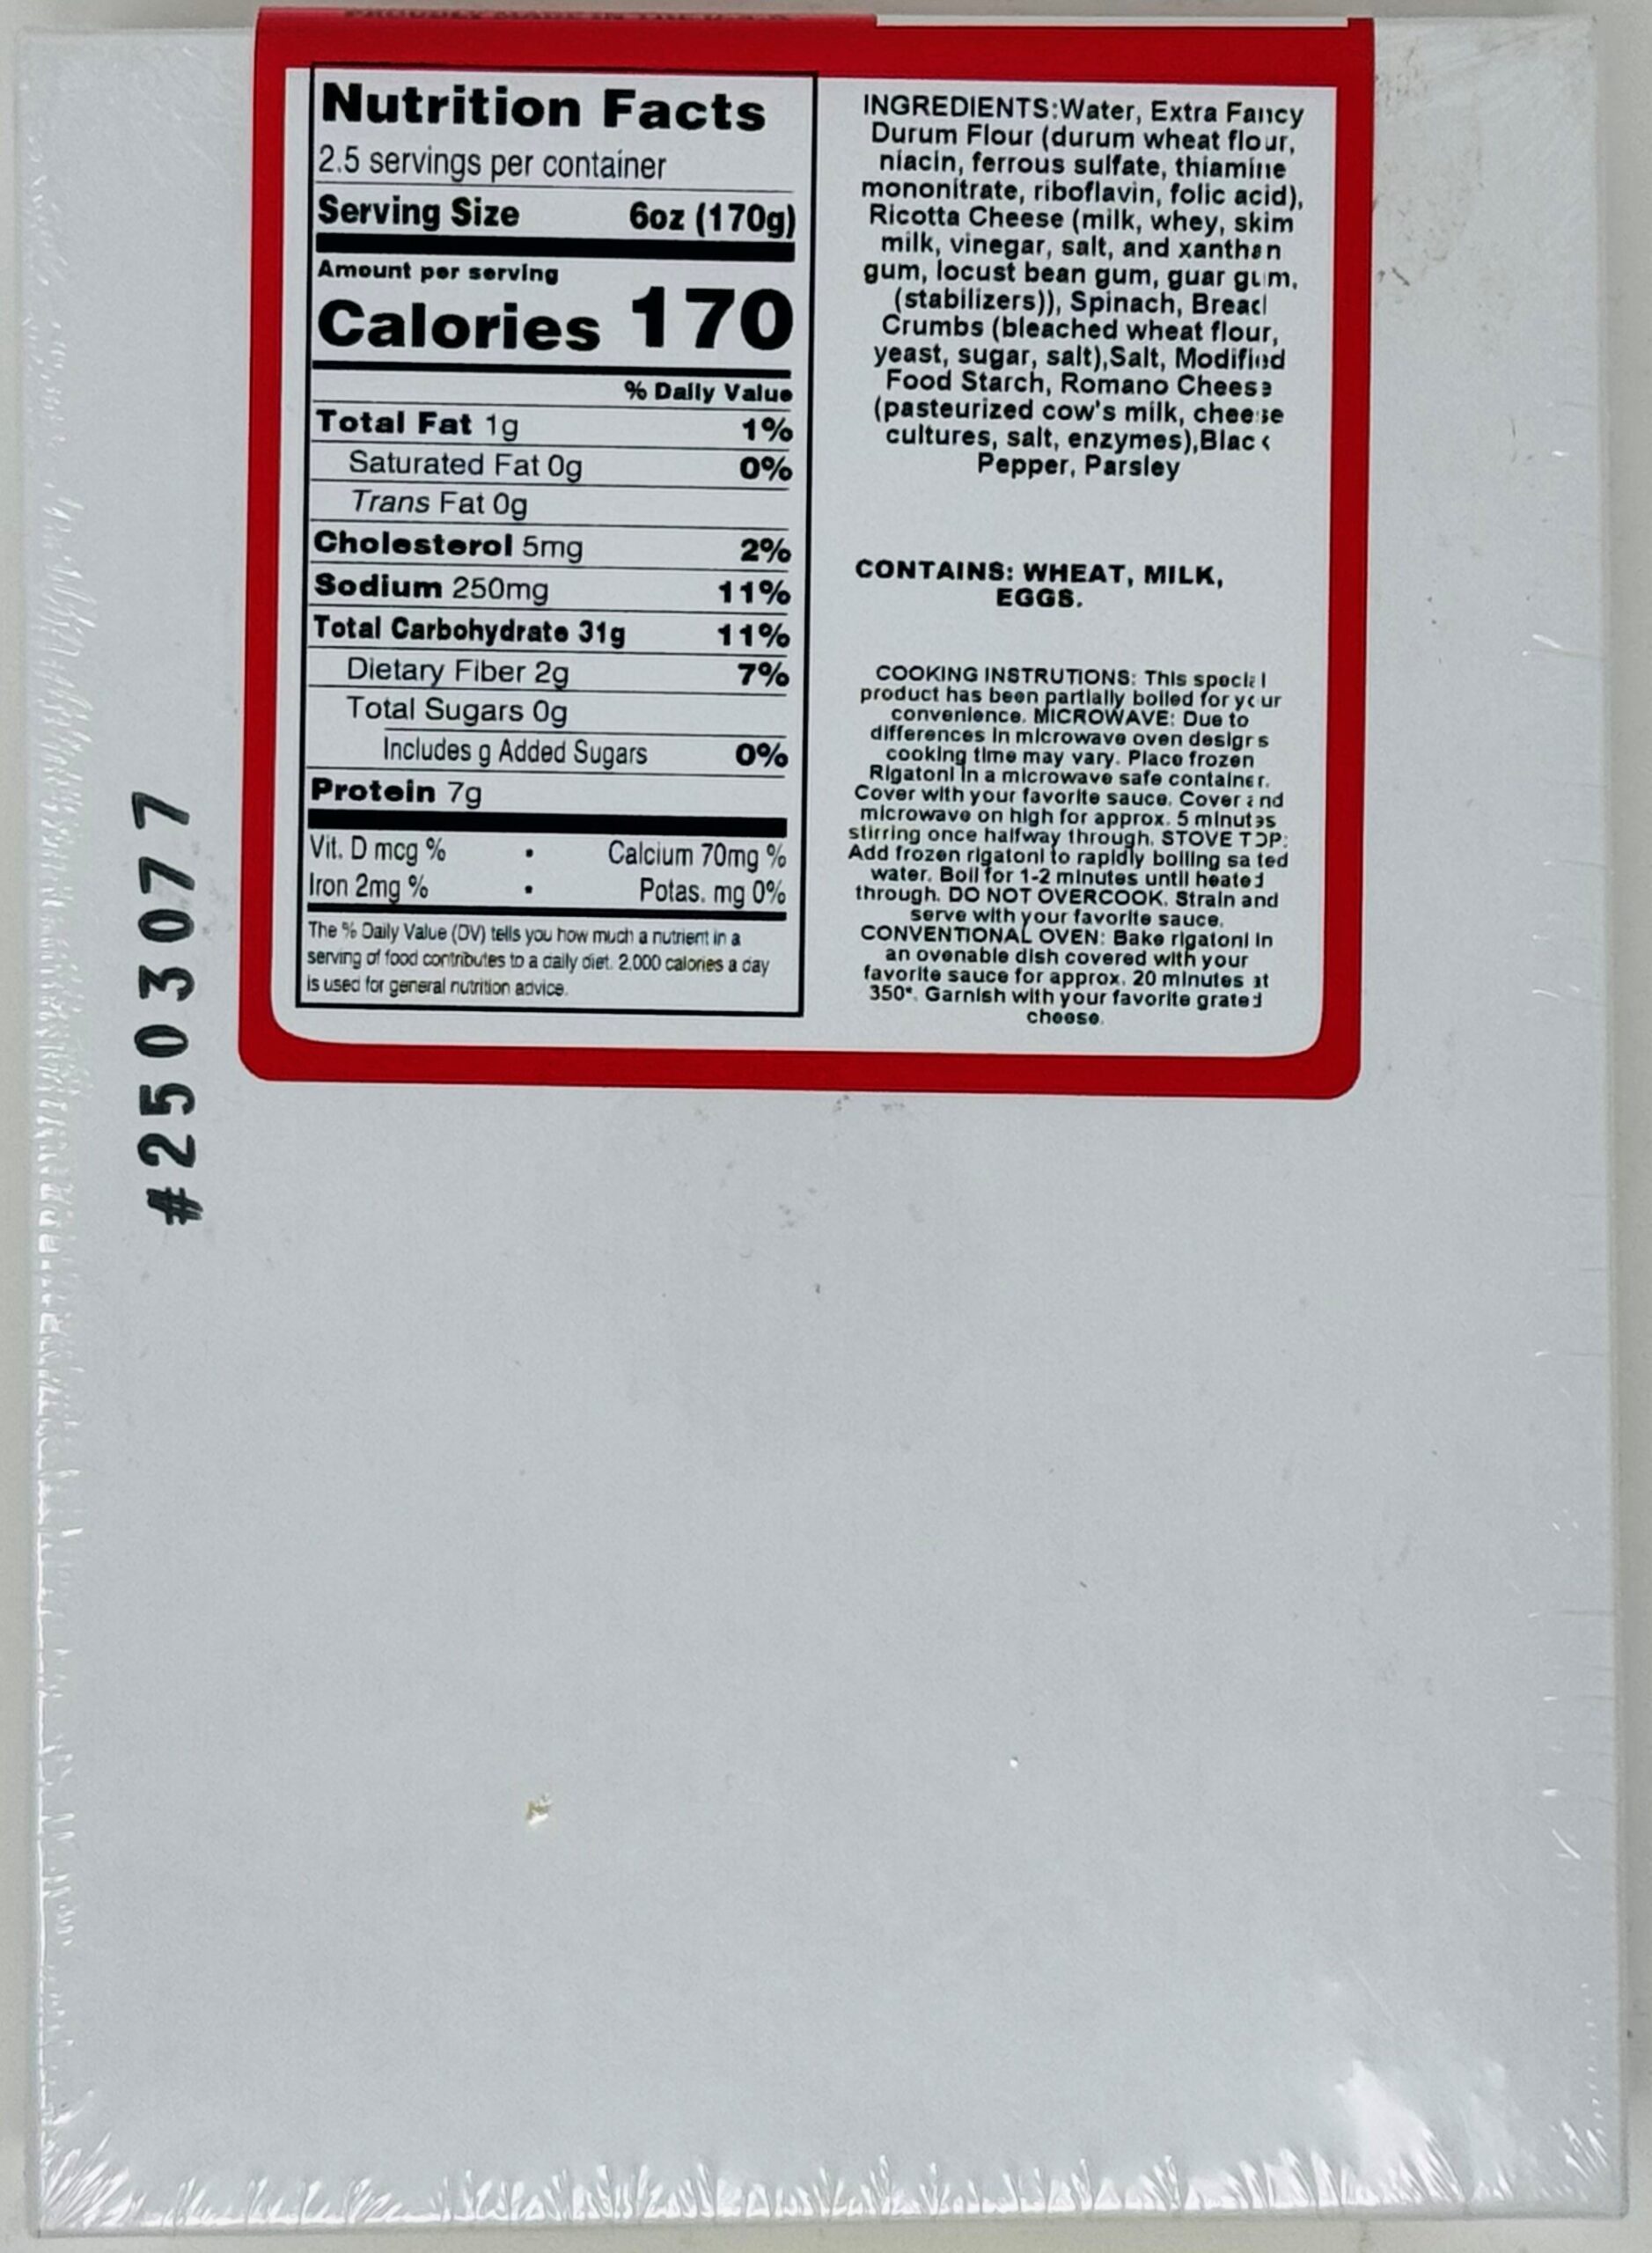 PROUDLY MADE IN THE U.S.A
Nutrition Facts
2.5 servings per container
Serving Size 6oz (170g)
Amount per serving
Calories 170
% Daily Value
Total Fat 1g 1%
Saturated Fat 0g 0%
Trans Fat 0g
Cholesterol 5mg 2%
Sodium 250mg 11%
Total Carbohydrate 31g 11%
Dietary Fiber 2g 7%
Total Sugars 0g
Includes g Added Sugars 0%
Protein 7g
Vit. D mcg % • Calcium 70mg %
Iron 2mg % • Potas. mg 0%
The % Daily Value (DV) tells you how much a nutrient in a
serving of food contributes to a daily diet. 2,000 calories a day
is used for general nutrition advice.
INGREDIENTS:Water, Extra Fancy
Durum Flour (durum wheat flour,
niacin, ferrous sulfate, thiamine
mononitrate, riboflavin, folic acid),
Ricotta Cheese (milk, whey, skim
milk, vinegar, salt, and xanthan
gum, locust bean gum, guar gum,
(stabilizers)), Spinach, Bread
Crumbs (bleached wheat flour,
yeast, sugar, salt),Salt, Modified
Food Starch, Romano Cheese
(pasteurized cow's milk, cheese
cultures, salt, enzymes),Black
Pepper, Parsley
CONTAINS: WHEAT, MILK,
EGGS.
COOKING INSTRUTIONS: This special
product has been partially boiled for your
convenience. MICROWAVE: Due to
differences in microwave oven designs
cooking time may vary. Place frozen
Rigatoni in a microwave safe container.
Cover with your favorite sauce. Cover and
microwave on high for approx. 5 minutes
stirring once halfway through. STOVE TOP:
Add frozen rigatoni to rapidly boiling salted
water. Boil for 1-2 minutes until heated
through. DO NOT OVERCOOK. Strain and
serve with your favorite sauce.
CONVENTIONAL OVEN: Bake rigatoni in
an ovenable dish covered with your
favorite sauce for approx. 20 minutes at
350°. Garnish with your favorite grated
cheese.
#2503077